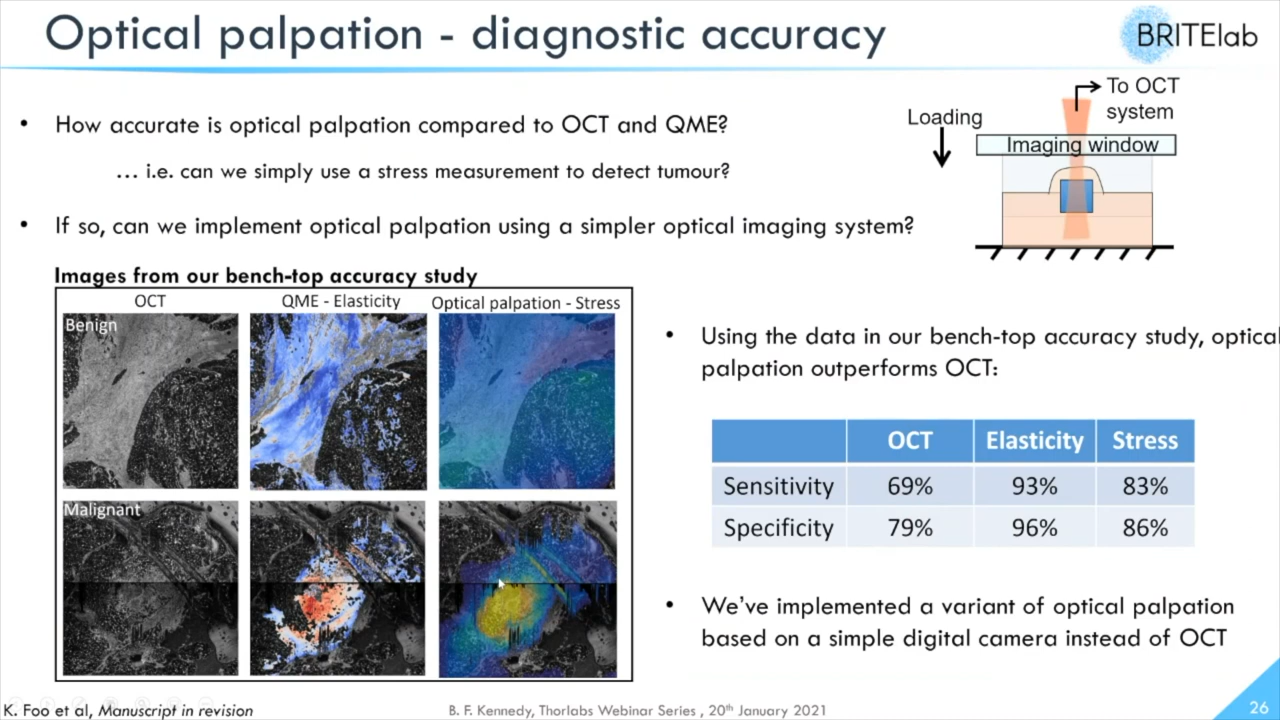 Optical palpation - diagnostic accuracy
BRITElab
• How accurate is optical palpation compared to OCT and QME?
… i.e. can we simply use a stress measurement to detect tumour?
• If so, can we implement optical palpation using a simpler optical imaging system?
To OCT
system
Loading
Imaging window
Images from our bench-top accuracy study
OCT QME - Elasticity Optical palpation - Stress
Benign
Malignant
• Using the data in our bench-top accuracy study, optical
palpation outperforms OCT:
OCT Elasticity Stress
Sensitivity 69% 93% 83%
Specificity 79% 96% 86%
• We've implemented a variant of optical palpation
based on a simple digital camera instead of OCT
K. Foo et al, Manuscript in revision
B. F. Kennedy, Thorlabs Webinar Series , 20th January 2021
26